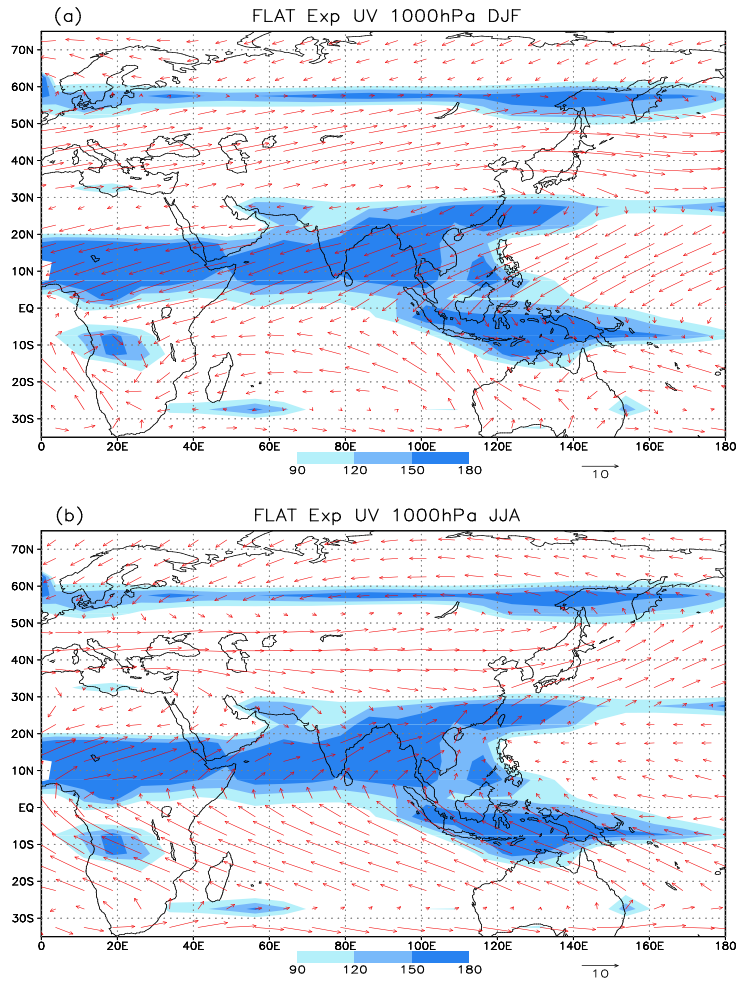 (a) FLAT Exp UV 1000hPa DJF
70N
60N
50N
40N
30N
20N
10N
EQ
10S
20S
30S
0 20E 40E 60E 80E 100E 120E 140E 160E 180
90 120 150 180
10
(b) FLAT Exp UV 1000hPa JJA
70N
60N
50N
40N
30N
20N
10N
EQ
10S
20S
30S
0 20E 40E 60E 80E 100E 120E 140E 160E 180
90 120 150 180
10